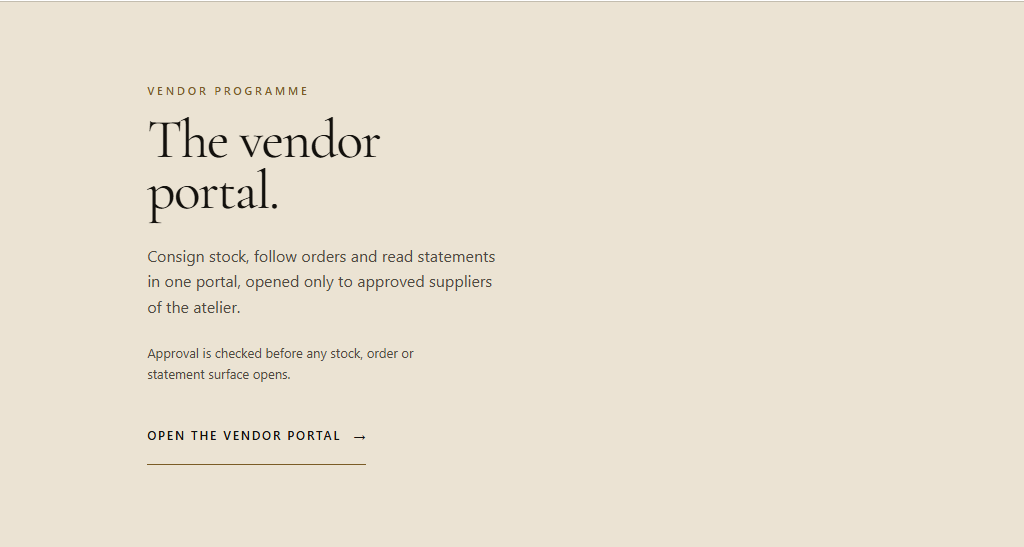 VENDOR PROGRAMME
The vendor
portal.
Consign stock, follow orders and read statements
in one portal, opened only to approved suppliers
of the atelier.
Approval is checked before any stock, order or
statement surface opens.
OPEN THE VENDOR PORTAL →